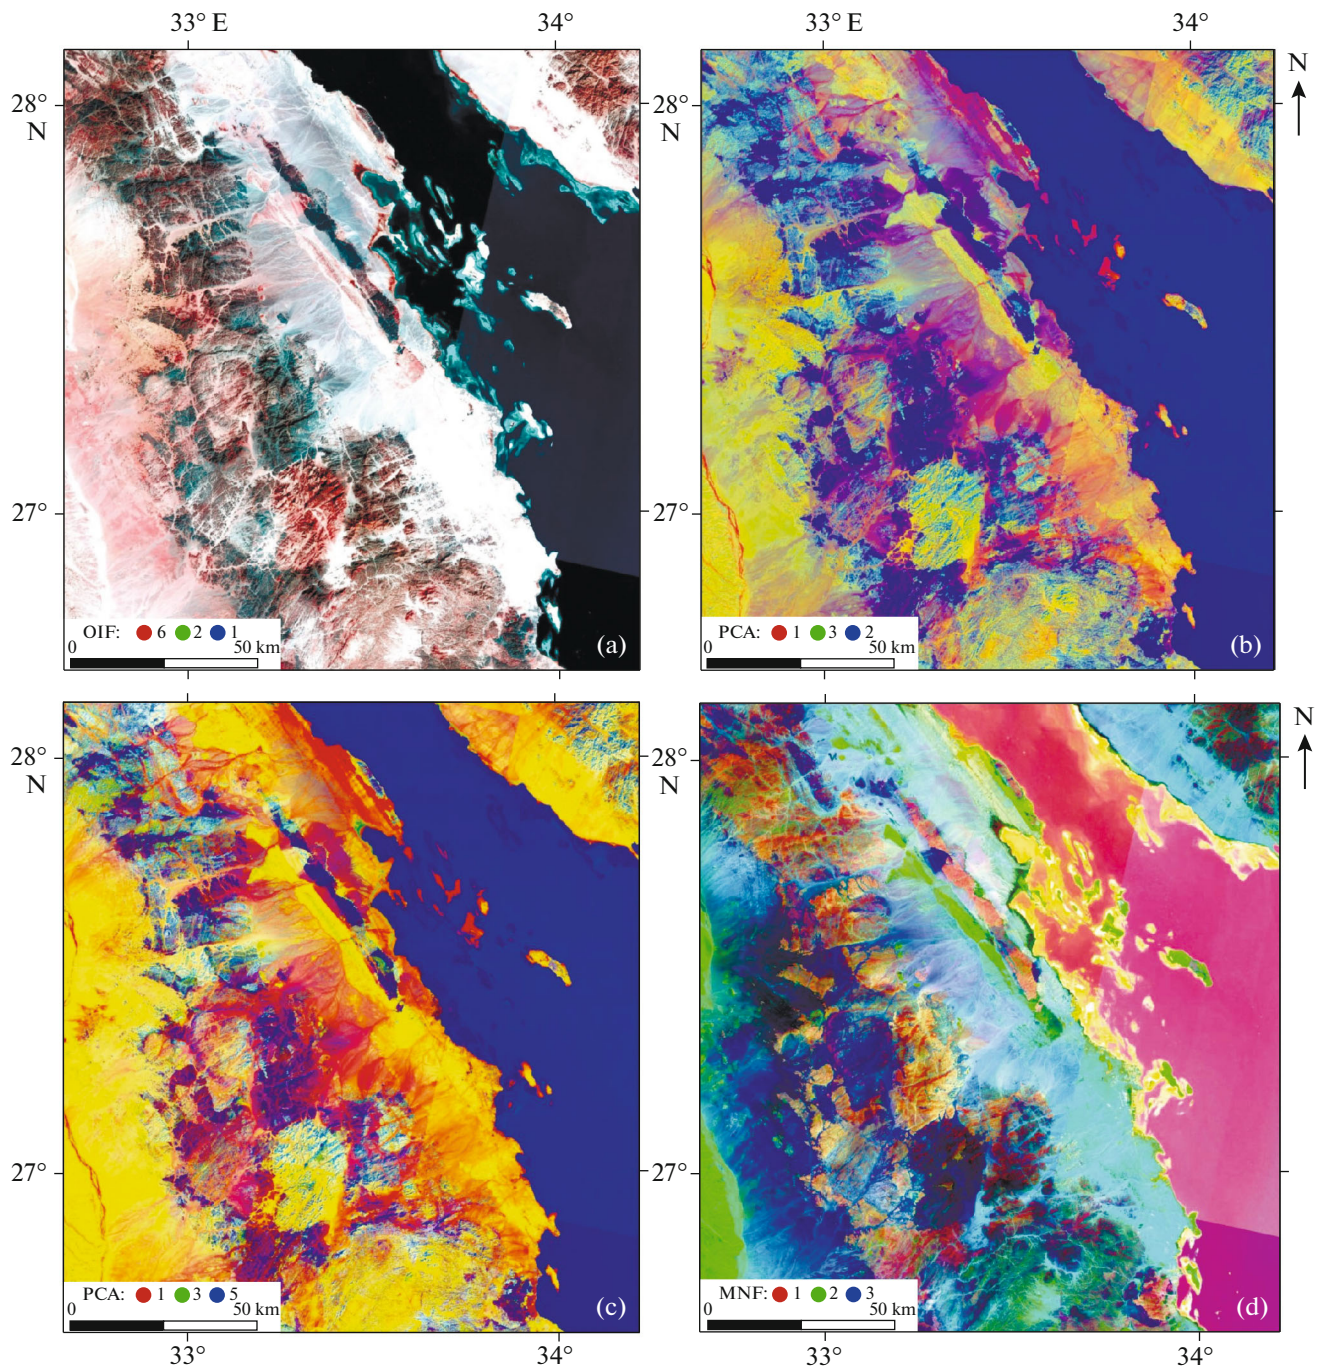 33° E 34° 33° E 34°
28° N 28° N N
27° 27°
OIF: 6 2 1 PCA: 1 3 2
0 50 km (a) 0 50 km (b)
28° N 28° N N
27° 27°
PCA: 1 3 5 MNF: 1 2 3
0 50 km (c) 0 50 km (d)
33° 34° 33° 34°